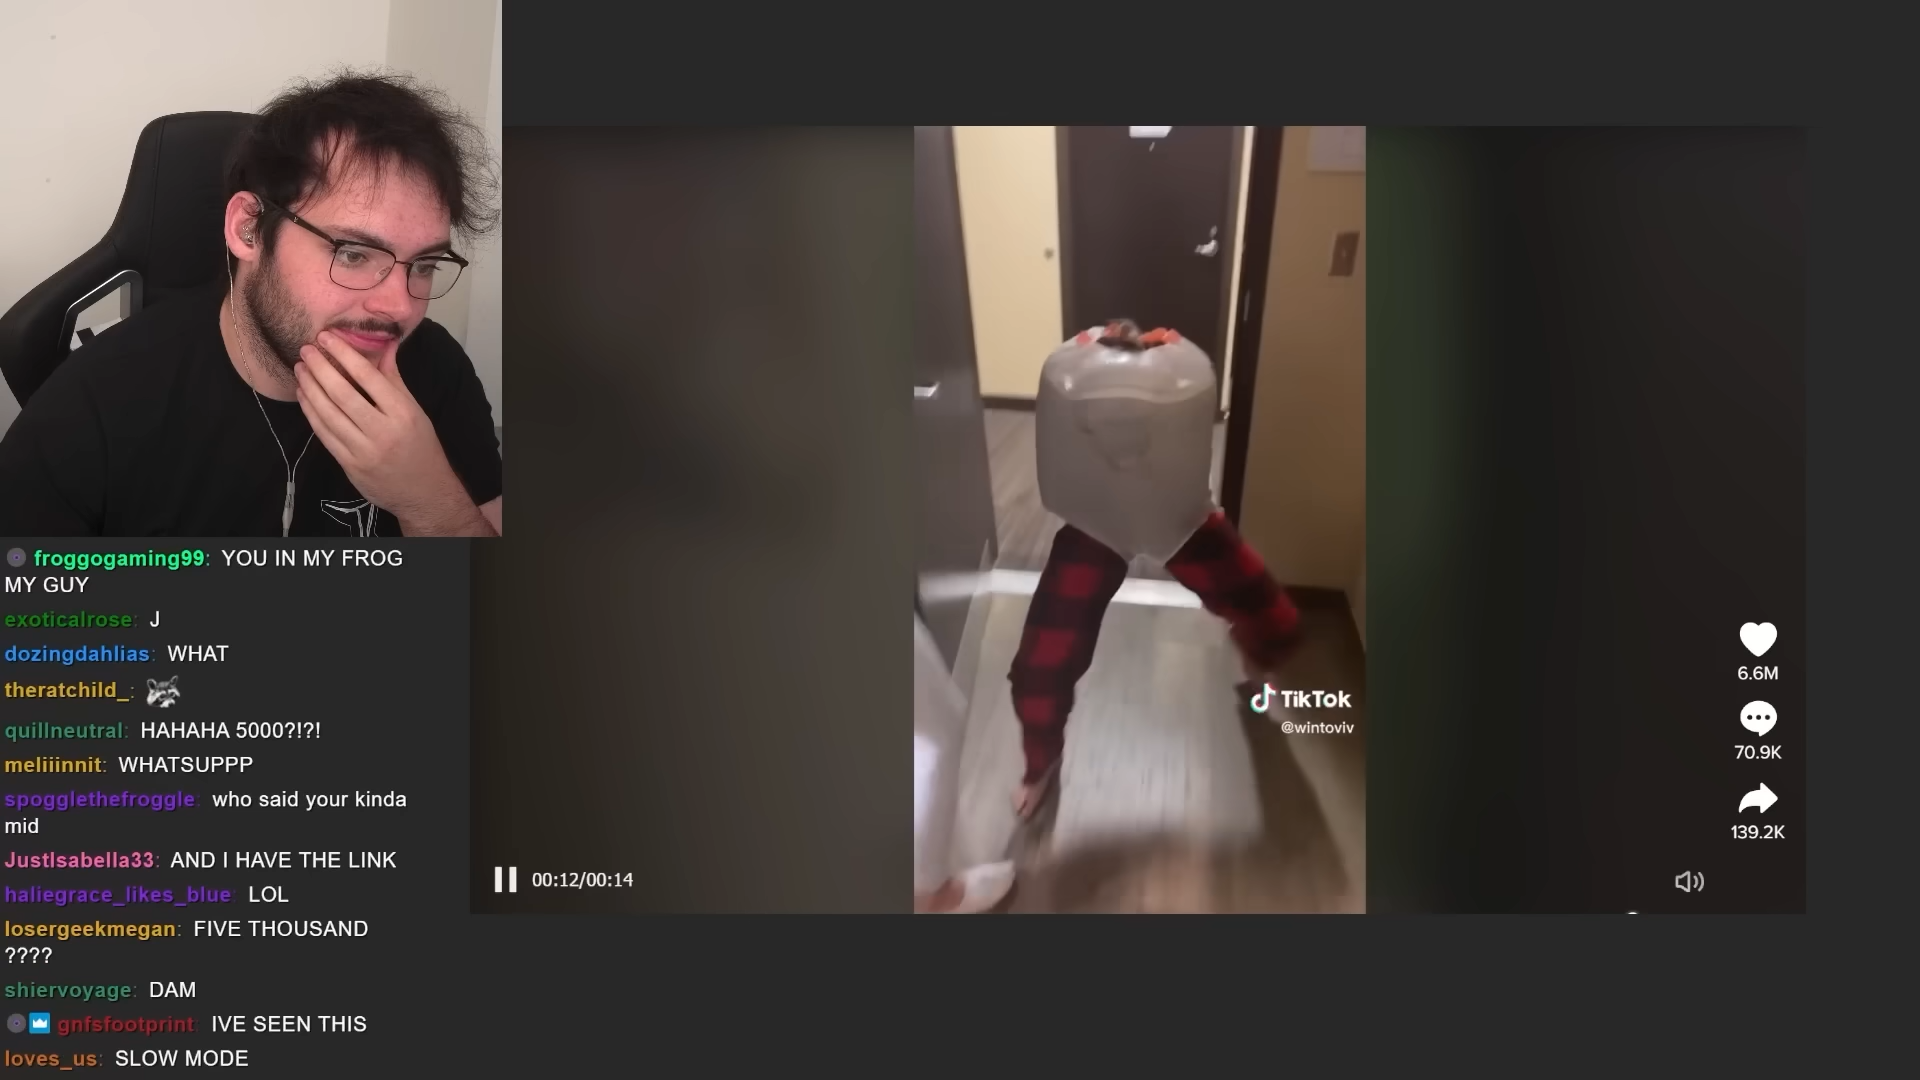 froggogaming99: YOU IN MY FROG
MY GUY
exoticalrose: J
dozingdahlias: WHAT
theratchild_:
quillneutral: HAHAHA 5000?!?!
meliiinnit: WHATSUPPP
spogglethefroggle: who said your kinda
mid
JustIsabella33: AND I HAVE THE LINK
haliegrace_likes_blue: LOL
losergeekmegan: FIVE THOUSAND
????
shiervoyage: DAM
gnfsfootprint: IVE SEEN THIS
loves_us: SLOW MODE
TikTok
@wintoviv
6.6M
70.9K
139.2K
00:12/00:14